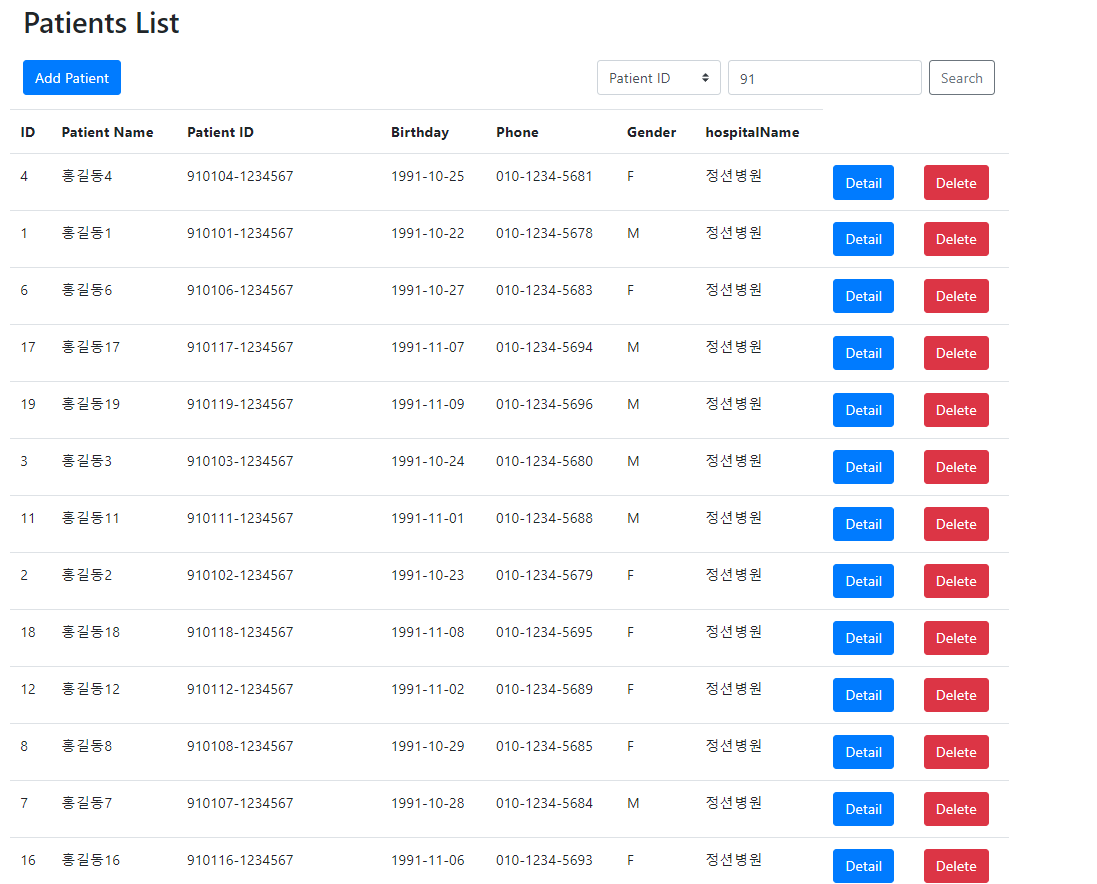 Patients List
Add Patient Patient ID 91 Search
ID Patient Name Patient ID Birthday Phone Gender hospitalName
4 홍길동4 910104-1234567 1991-10-25 010-1234-5681 F 정션병원 Detail Delete
1 홍길동1 910101-1234567 1991-10-22 010-1234-5678 M 정션병원 Detail Delete
6 홍길동6 910106-1234567 1991-10-27 010-1234-5683 F 정션병원 Detail Delete
17 홍길동17 910117-1234567 1991-11-07 010-1234-5694 M 정션병원 Detail Delete
19 홍길동19 910119-1234567 1991-11-09 010-1234-5696 M 정션병원 Detail Delete
3 홍길동3 910103-1234567 1991-10-24 010-1234-5680 M 정션병원 Detail Delete
11 홍길동11 910111-1234567 1991-11-01 010-1234-5688 M 정션병원 Detail Delete
2 홍길동2 910102-1234567 1991-10-23 010-1234-5679 F 정션병원 Detail Delete
18 홍길동18 910118-1234567 1991-11-08 010-1234-5695 F 정션병원 Detail Delete
12 홍길동12 910112-1234567 1991-11-02 010-1234-5689 F 정션병원 Detail Delete
8 홍길동8 910108-1234567 1991-10-29 010-1234-5685 F 정션병원 Detail Delete
7 홍길동7 910107-1234567 1991-10-28 010-1234-5684 M 정션병원 Detail Delete
16 홍길동16 910116-1234567 1991-11-06 010-1234-5693 F 정션병원 Detail Delete